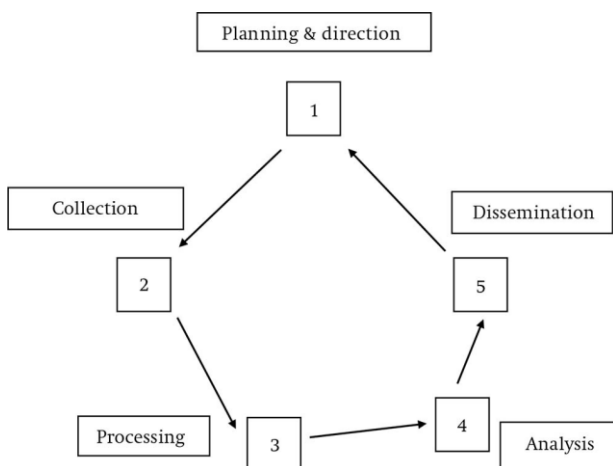 Planning & direction
1
Collection
Dissemination
2
5
Processing
3
4
Analysis